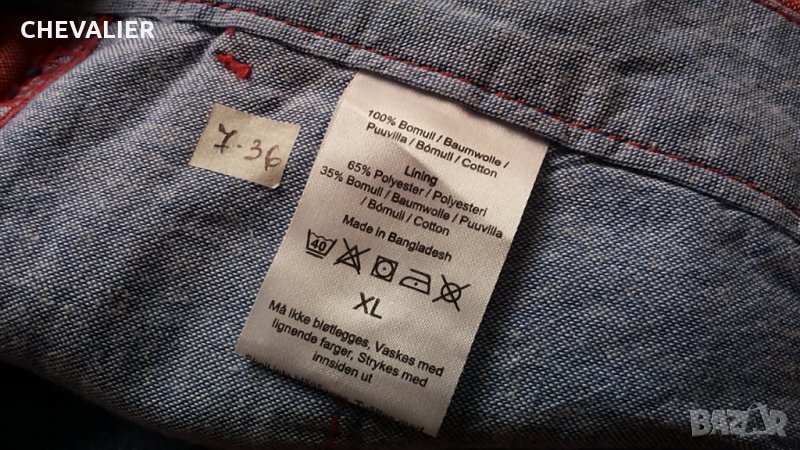 CHEVALIER
7-36
100% Bomull / Baumwolle /
Puuvilla / Bómull / Cotton
Lining
65% Polyester / Polyesteri
35% Bomull / Baumwolle / Puuvilla
/ Bómull / Cotton
Made in Bangladesh
40
XL
Må ikke bløtlegges, Vaskes med
lignende farger, Strykes med
innsiden ut
BAZAR